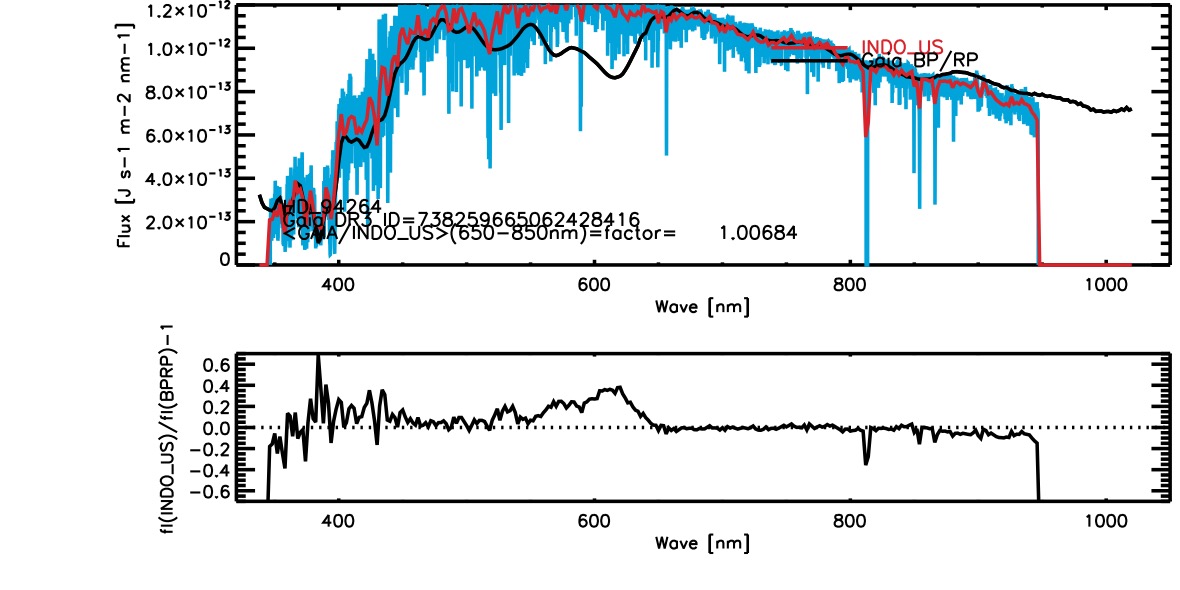 1.2×10−12
1.0×10−12
8.0×10−13
6.0×10−13
4.0×10−13
2.0×10−13
0
Flux [J s−1 m−2 nm−1]
INDO_US
Gaia BP/RP
HD_94264
Gaia DR3 ID=738259665062428416
<GAIA/INDO_US>(650−850nm)=factor= 1.00684
400 600 800 1000
Wave [nm]
fl(INDO_US)/fl(BPRP)−1
0.6
0.4
0.2
0.0
−0.2
−0.4
−0.6
400 600 800 1000
Wave [nm]